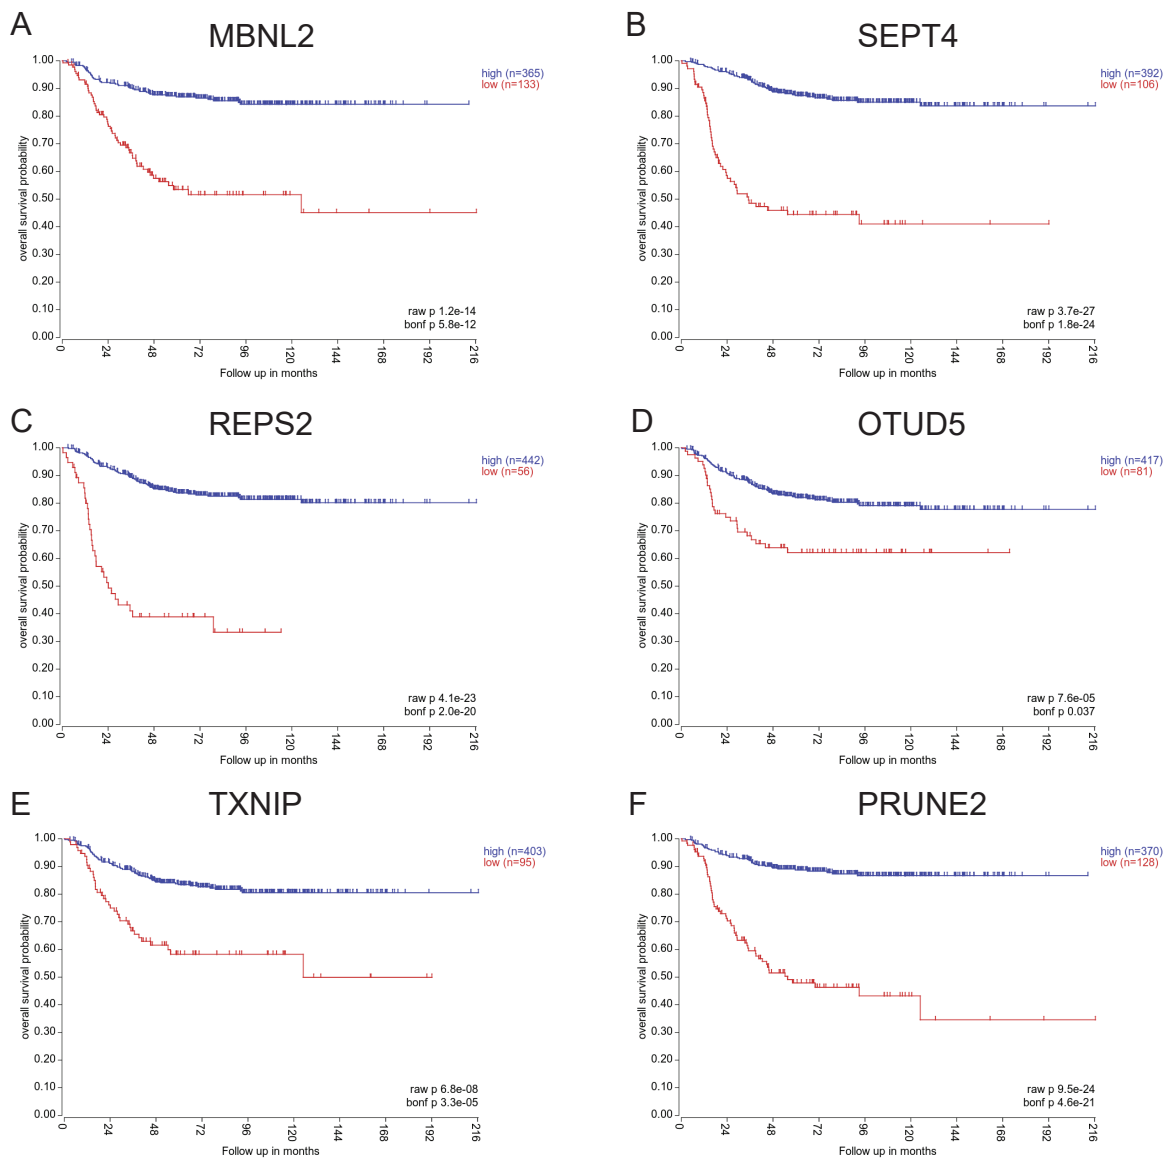 A
MBNL2
1.00
0.90
0.80
0.70
0.60
0.50
0.40
0.30
0.20
0.10
0.00
overall survival probability
high (n=365)
low (n=133)
raw p 1.2e-14
bonf p 5.8e-12
0 24 48 72 96 120 144 168 192 216
Follow up in months
B
SEPT4
1.00
0.90
0.80
0.70
0.60
0.50
0.40
0.30
0.20
0.10
0.00
overall survival probability
high (n=392)
low (n=106)
raw p 3.7e-27
bonf p 1.8e-24
0 24 48 72 96 120 144 168 192 216
Follow up in months
C
REPS2
1.00
0.90
0.80
0.70
0.60
0.50
0.40
0.30
0.20
0.10
0.00
overall survival probability
high (n=442)
low (n=56)
raw p 4.1e-23
bonf p 2.0e-20
0 24 48 72 96 120 144 168 192 216
Follow up in months
D
OTUD5
1.00
0.90
0.80
0.70
0.60
0.50
0.40
0.30
0.20
0.10
0.00
overall survival probability
high (n=417)
low (n=81)
raw p 7.6e-05
bonf p 0.037
0 24 48 72 96 120 144 168 192 216
Follow up in months
E
TXNIP
1.00
0.90
0.80
0.70
0.60
0.50
0.40
0.30
0.20
0.10
0.00
overall survival probability
high (n=403)
low (n=95)
raw p 6.8e-08
bonf p 3.3e-05
0 24 48 72 96 120 144 168 192 216
Follow up in months
F
PRUNE2
1.00
0.90
0.80
0.70
0.60
0.50
0.40
0.30
0.20
0.10
0.00
overall survival probability
high (n=370)
low (n=128)
raw p 9.5e-24
bonf p 4.6e-21
0 24 48 72 96 120 144 168 192 216
Follow up in months